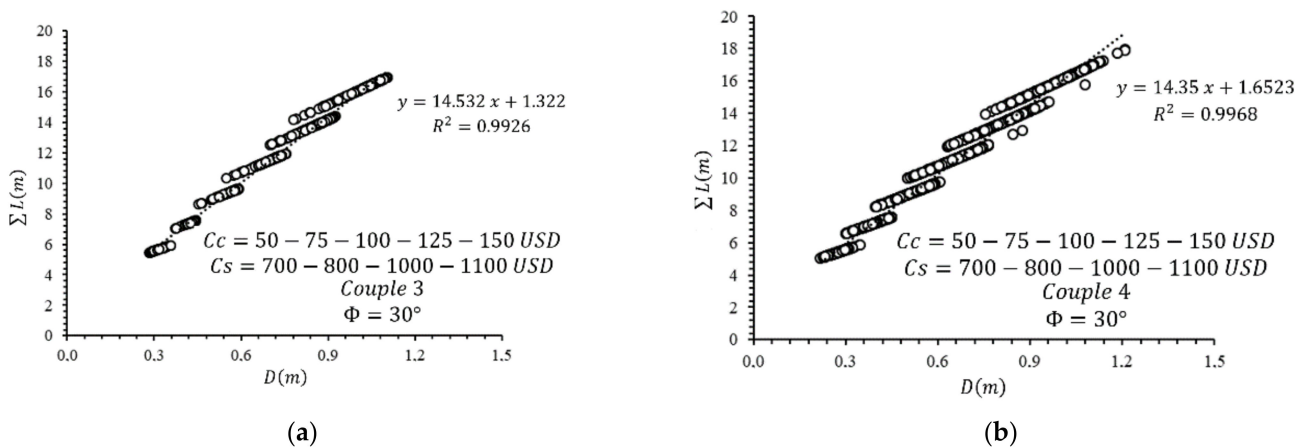 20
18
16
14
12
10
8
6
4
2
0
∑ L(m)
y = 14.532 x + 1.322
R² = 0.9926
Cc = 50 − 75 − 100 − 125 − 150 USD
Cs = 700 − 800 − 1000 − 1100 USD
Couple 3
Φ = 30°
0.0 0.3 0.6 0.9 1.2 1.5
D(m)
(a)
20
18
16
14
12
10
8
6
4
2
0
∑ L(m)
y = 14.35 x + 1.6523
R² = 0.9968
Cc = 50 − 75 − 100 − 125 − 150 USD
Cs = 700 − 800 − 1000 − 1100 USD
Couple 4
Φ = 30°
0.0 0.3 0.6 0.9 1.2 1.5
D(m)
(b)